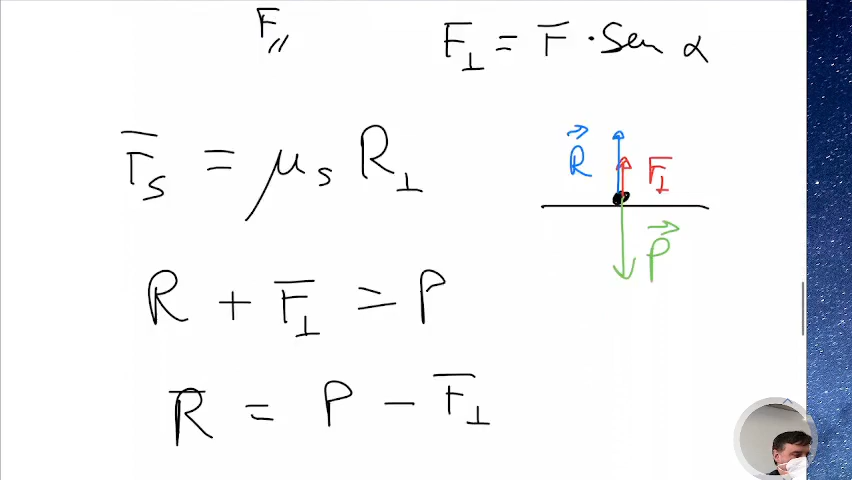 F//
F⊥ = F · Sen α
Fs = μs R⊥
R⃗ F⊥
P⃗
R + F⊥ = P
R = P − F⊥